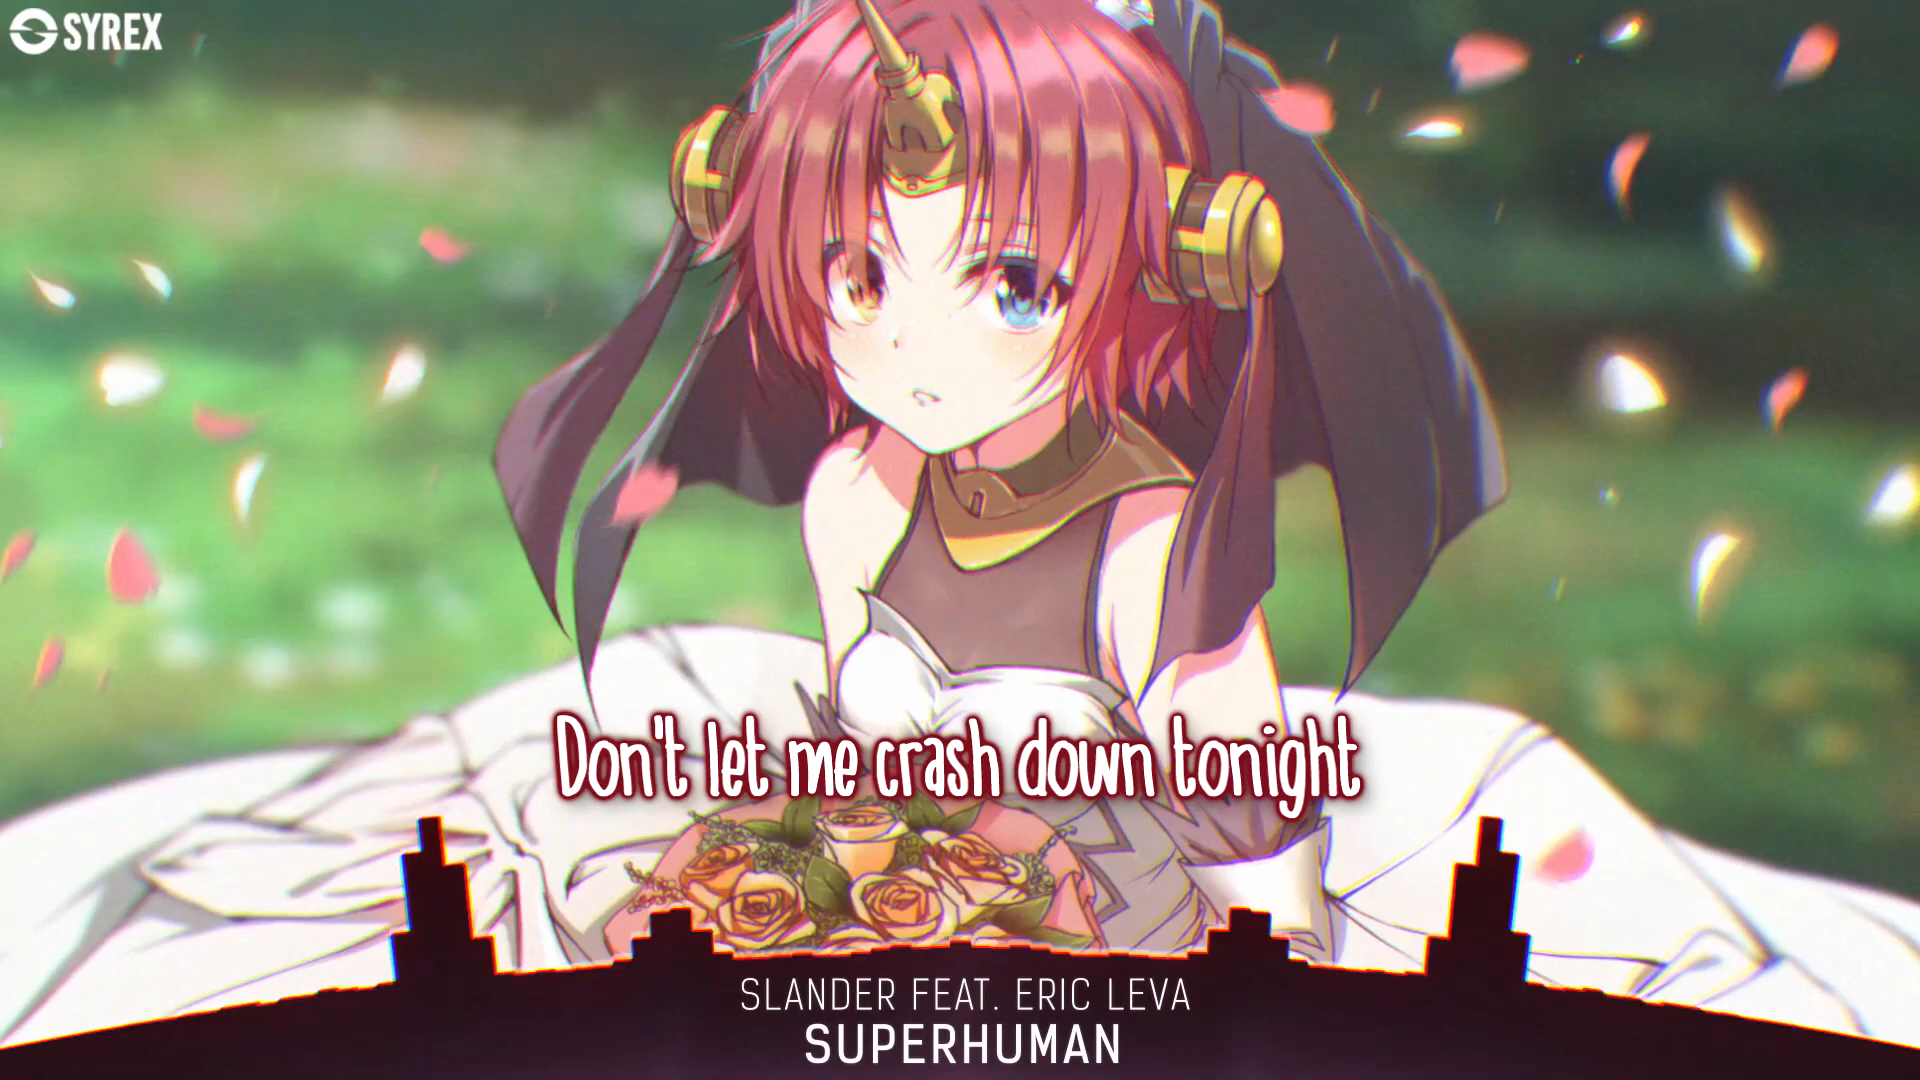 SYREX
Don't let me crash down tonight
SLANDER FEAT. ERIC LEVA
SUPERHUMAN